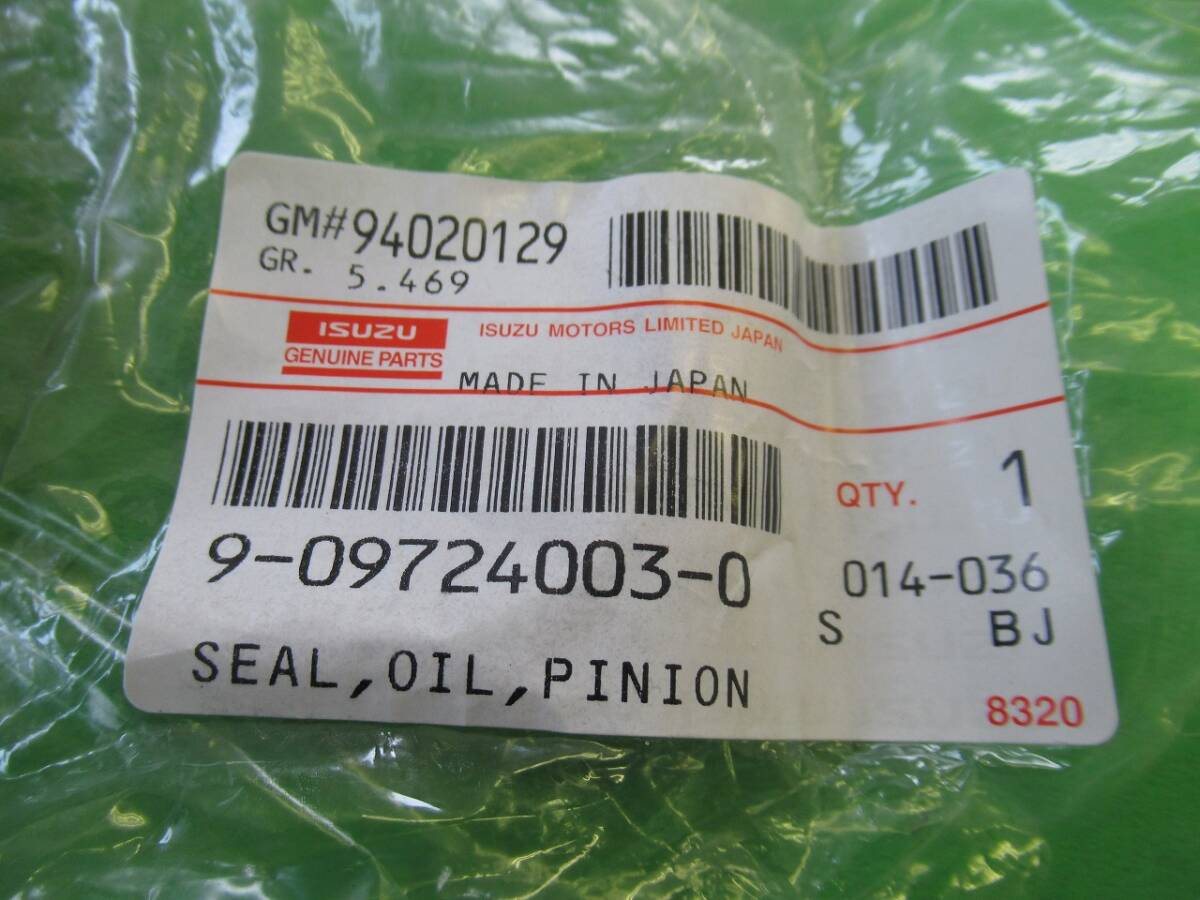 GM#94020129
GR. 5.469
ISUZU
GENUINE PARTS
ISUZU MOTORS LIMITED JAPAN
MADE IN JAPAN
QTY. 1
9-09724003-0
014-036
S BJ
SEAL,OIL,PINION
8320